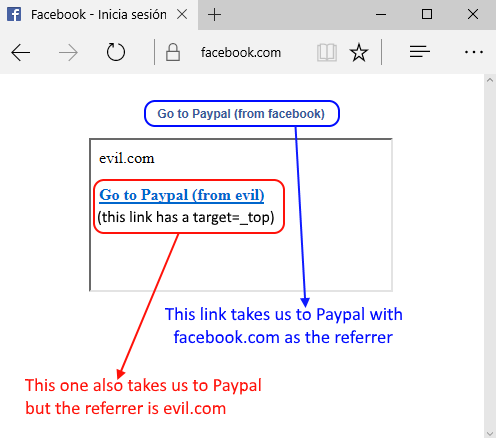 Facebook - Inicia sesión
facebook.com
Go to Paypal (from facebook)
evil.com
Go to Paypal (from evil)
(this link has a target=_top)
This link takes us to Paypal with
facebook.com as the referrer
This one also takes us to Paypal
but the referrer is evil.com